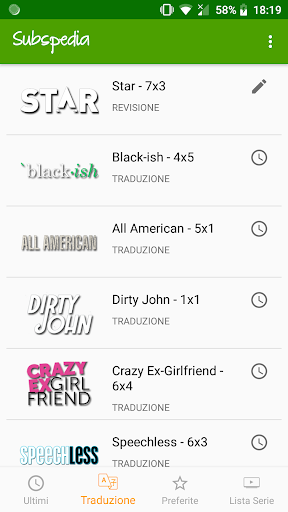 58% 18:19
Subspedia
STAR
Star - 7x3
REVISIONE
`black·ish
Black-ish - 4x5
TRADUZIONE
ALL AMERICAN
All American - 5x1
TRADUZIONE
DIRTY
JOHN
Dirty John - 1x1
TRADUZIONE
CRAZY
EX GIRL
FRIEND
Crazy Ex-Girlfriend -
6x4
TRADUZIONE
SPEECHLESS
Speechless - 6x3
TRADUZIONE
Ultimi
Traduzione
Preferite
Lista Serie